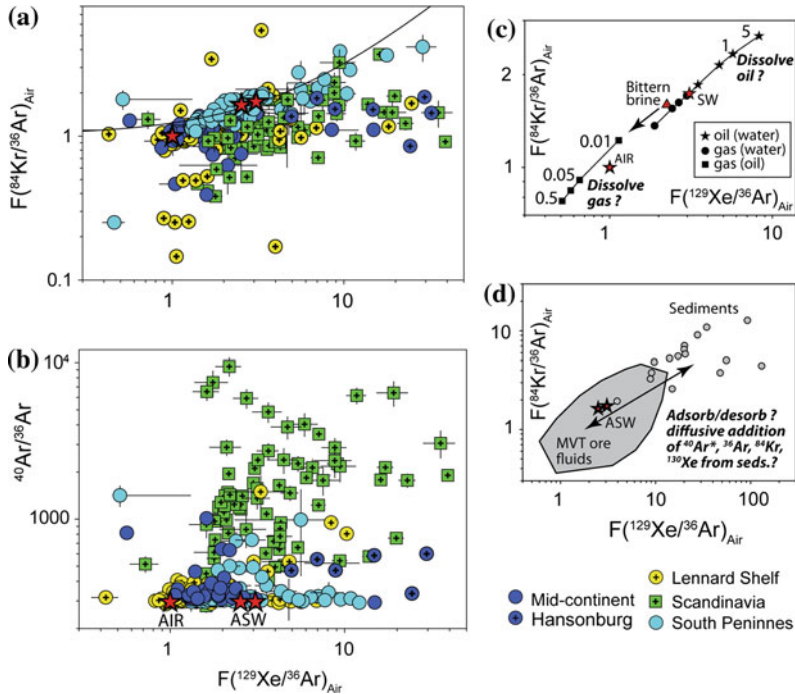 (a)
F(⁸⁴Kr/³⁶Ar)Air
1
0.1
1
10
(b)
⁴⁰Ar/³⁶Ar
10⁴
1000
AIR
ASW
1
10
F(¹²⁹Xe/³⁶Ar)Air
(c)
F(⁸⁴Kr/³⁶Ar)Air
2
1
5
1
Dissolve
oil ?
Bittern
brine
SW
0.01
AIR
0.05
0.5
Dissolve
gas ?
oil (water)
gas (water)
gas (oil)
F(¹²⁹Xe/³⁶Ar)Air
1
10
(d)
F(⁸⁴Kr/³⁶Ar)Air
10
1
Sediments
ASW
MVT ore
fluids
Adsorb/desorb ?
diffusive addition
of ⁴⁰Ar*, ³⁶Ar, ⁸⁴Kr,
¹³⁰Xe from seds.?
1
10
100
F(¹²⁹Xe/³⁶Ar)Air
Mid-continent
Hansonburg
Lennard Shelf
Scandinavia
South Peninnes